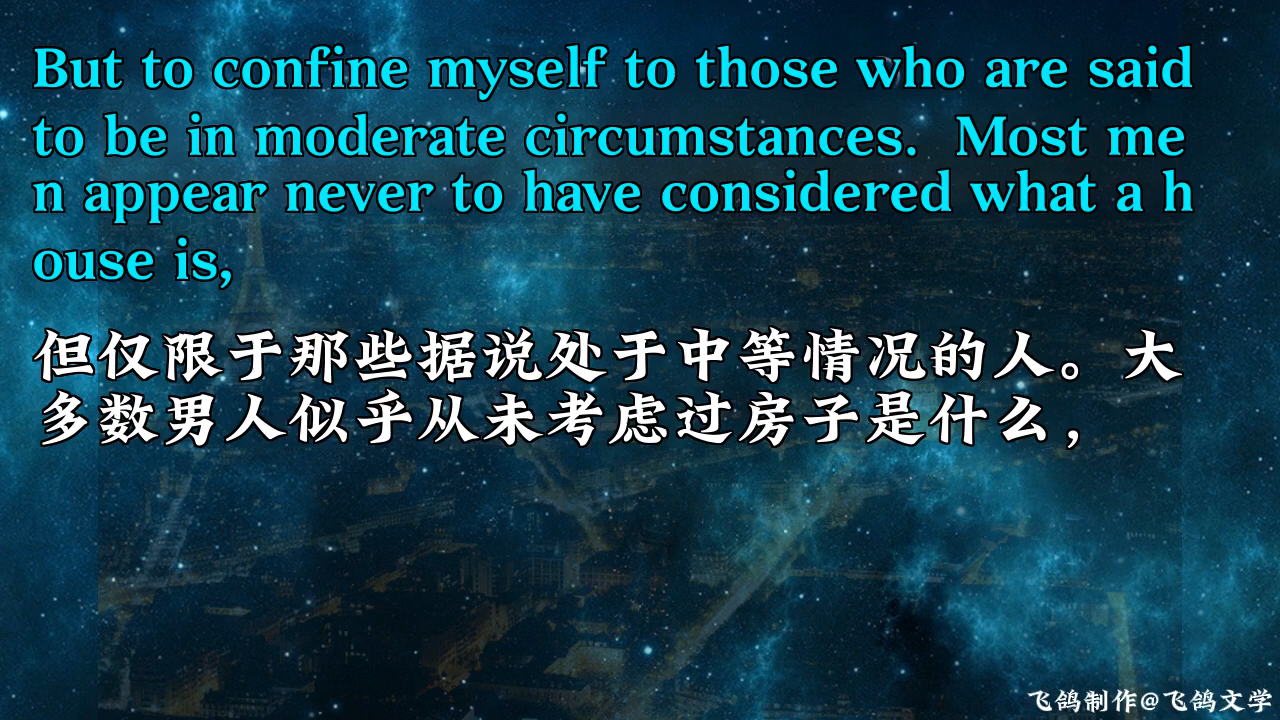 But to confine myself to those who are said
to be in moderate circumstances.  Most me
n appear never to have considered what a h
ouse is,
但仅限于那些据说处于中等情况的人。大
多数男人似乎从未考虑过房子是什么，
飞鸽制作@飞鸽文学